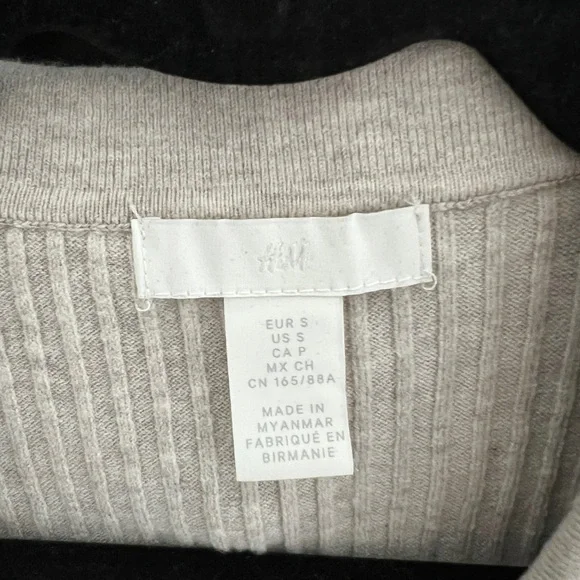 H&M
EUR S
US S
CA P
MX CH
CN 165/88A
MADE IN
MYANMAR
FABRIQUÉ EN
BIRMANIE